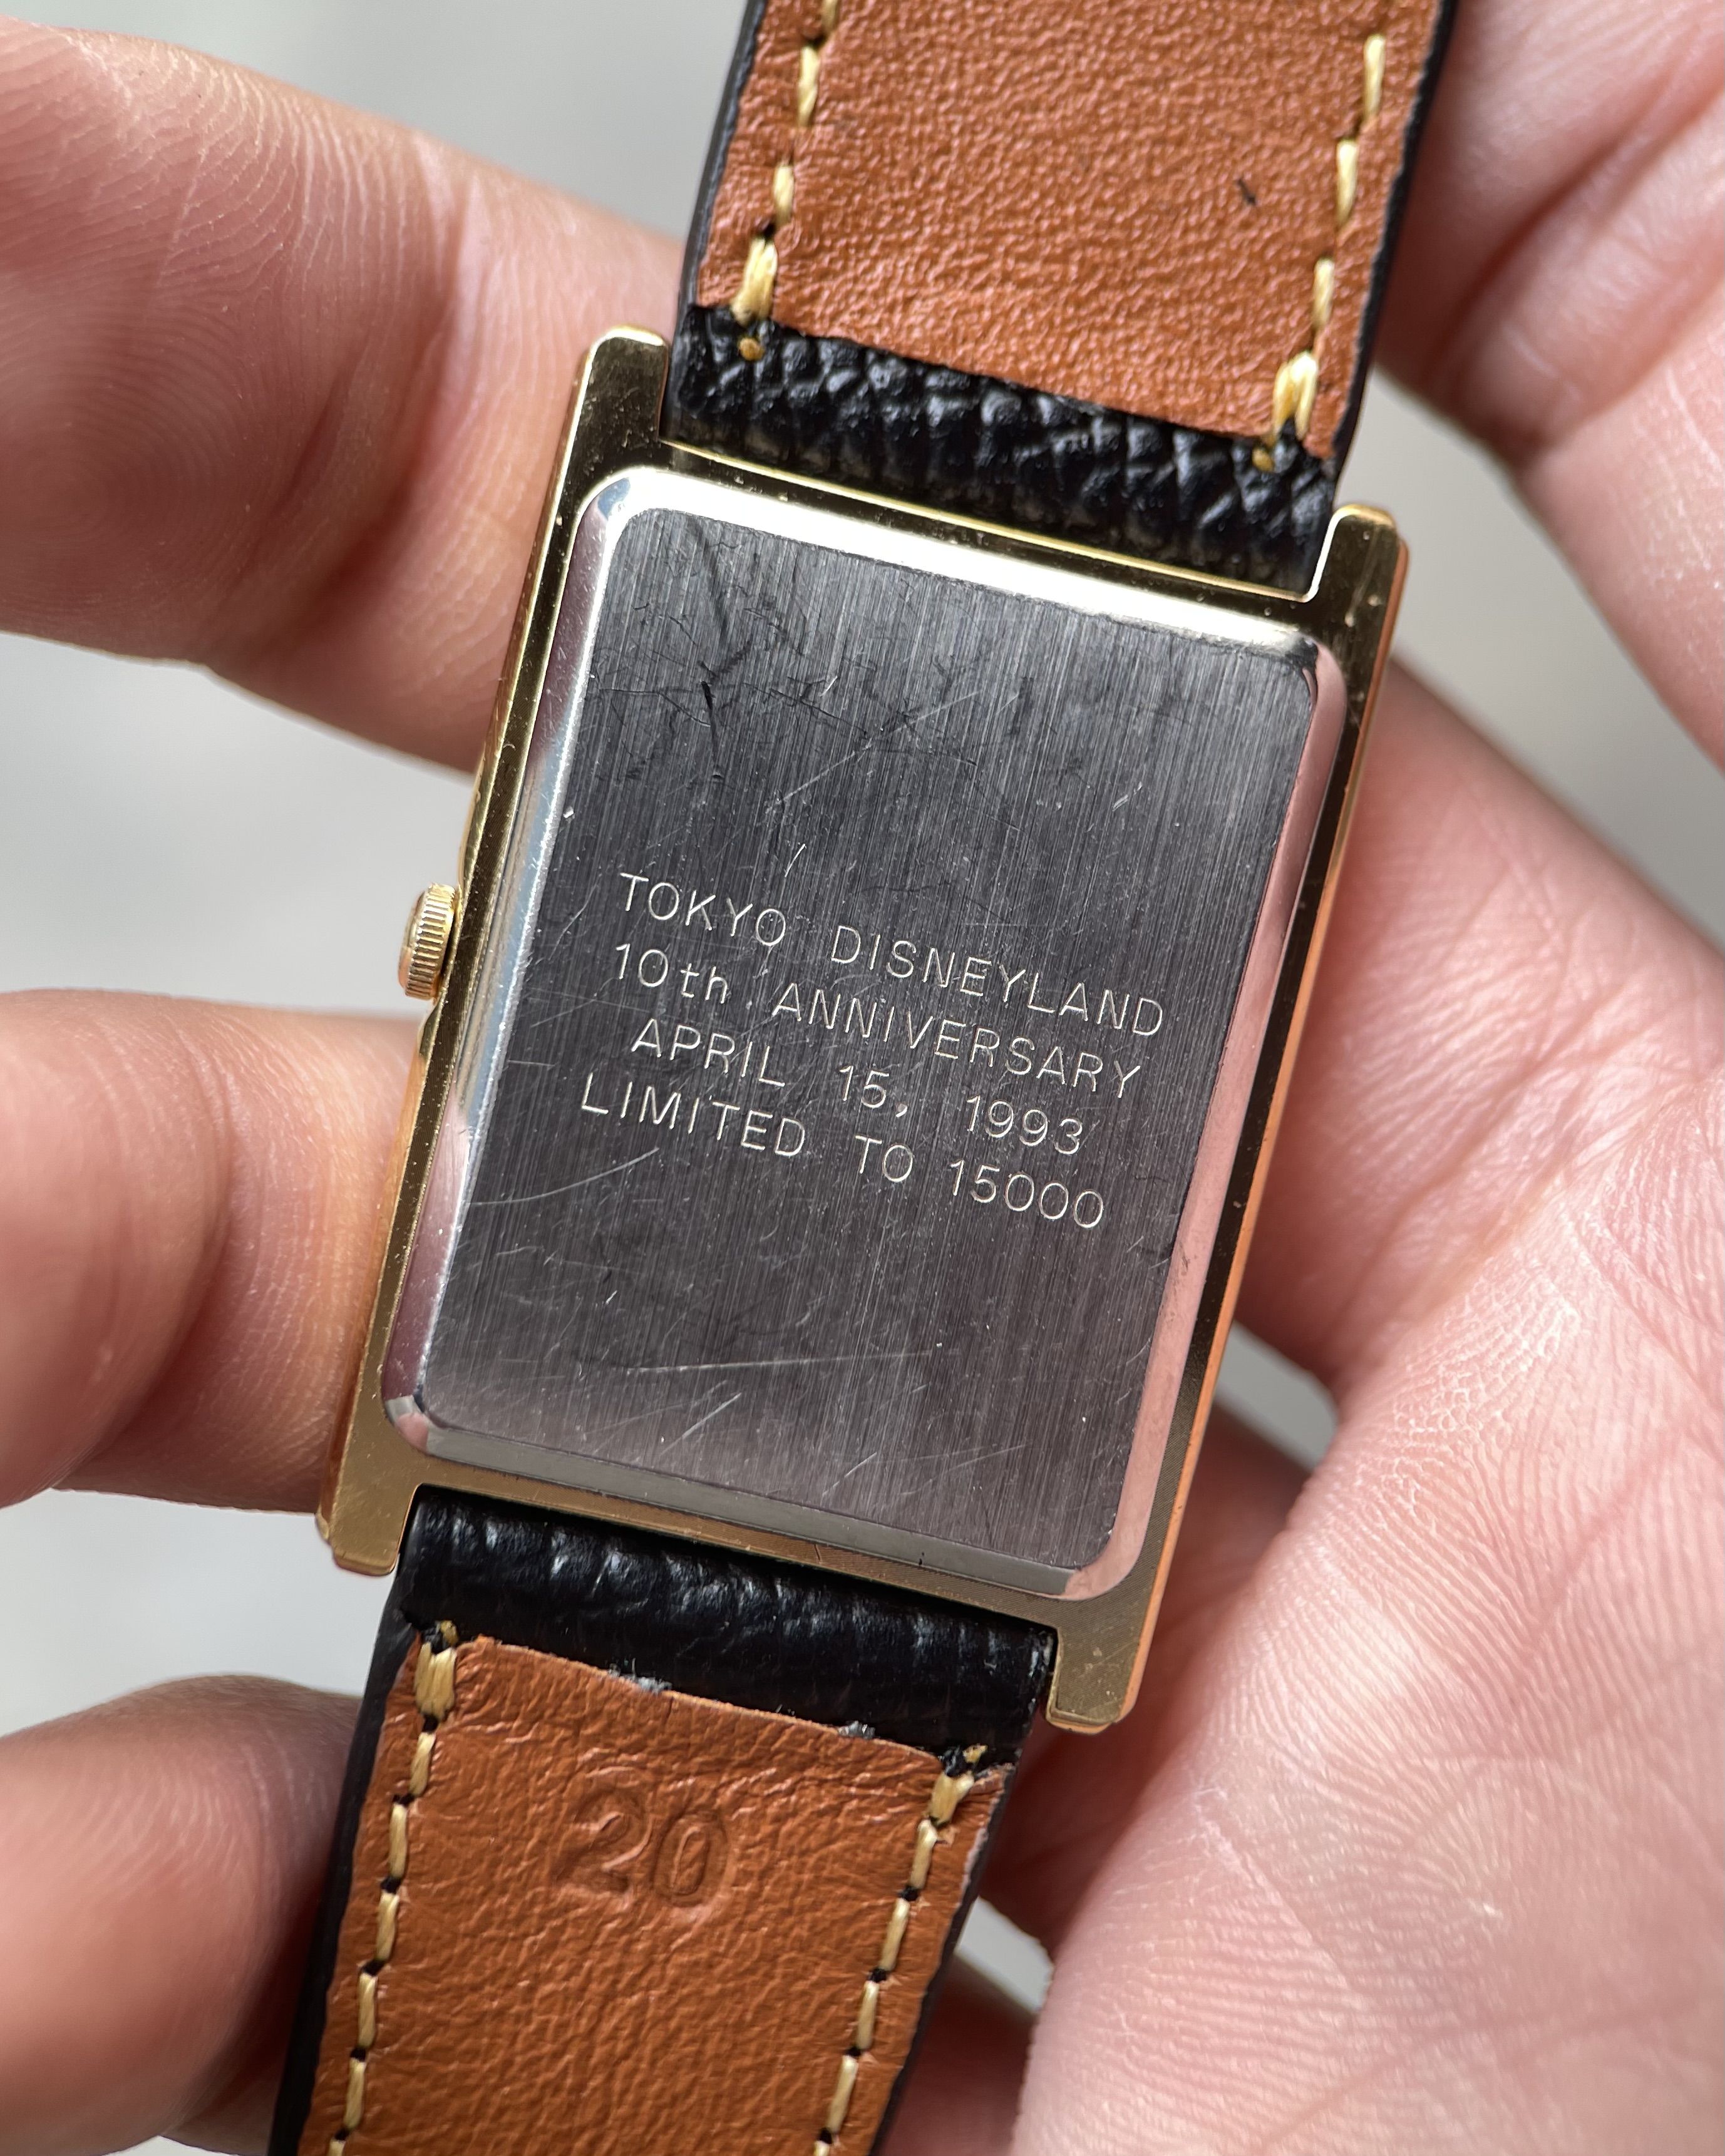 TOKYO DISNEYLAND
10th ANNIVERSARY
APRIL 15, 1993
LIMITED TO 15000
20